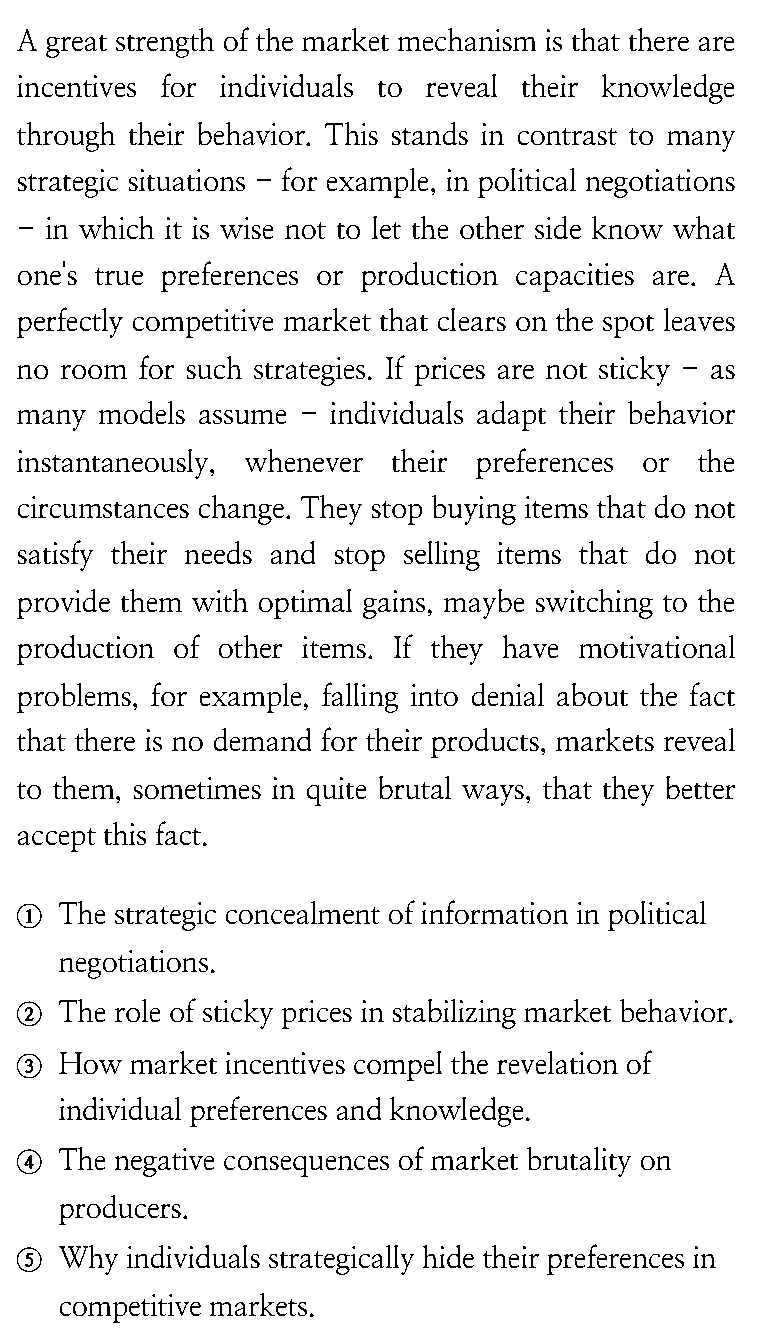 A great strength of the market mechanism is that there are
incentives for individuals to reveal their knowledge
through their behavior. This stands in contrast to many
strategic situations – for example, in political negotiations
– in which it is wise not to let the other side know what
one's true preferences or production capacities are. A
perfectly competitive market that clears on the spot leaves
no room for such strategies. If prices are not sticky – as
many models assume – individuals adapt their behavior
instantaneously, whenever their preferences or the
circumstances change. They stop buying items that do not
satisfy their needs and stop selling items that do not
provide them with optimal gains, maybe switching to the
production of other items. If they have motivational
problems, for example, falling into denial about the fact
that there is no demand for their products, markets reveal
to them, sometimes in quite brutal ways, that they better
accept this fact.
① The strategic concealment of information in political
negotiations.
② The role of sticky prices in stabilizing market behavior.
③ How market incentives compel the revelation of
individual preferences and knowledge.
④ The negative consequences of market brutality on
producers.
⑤ Why individuals strategically hide their preferences in
competitive markets.